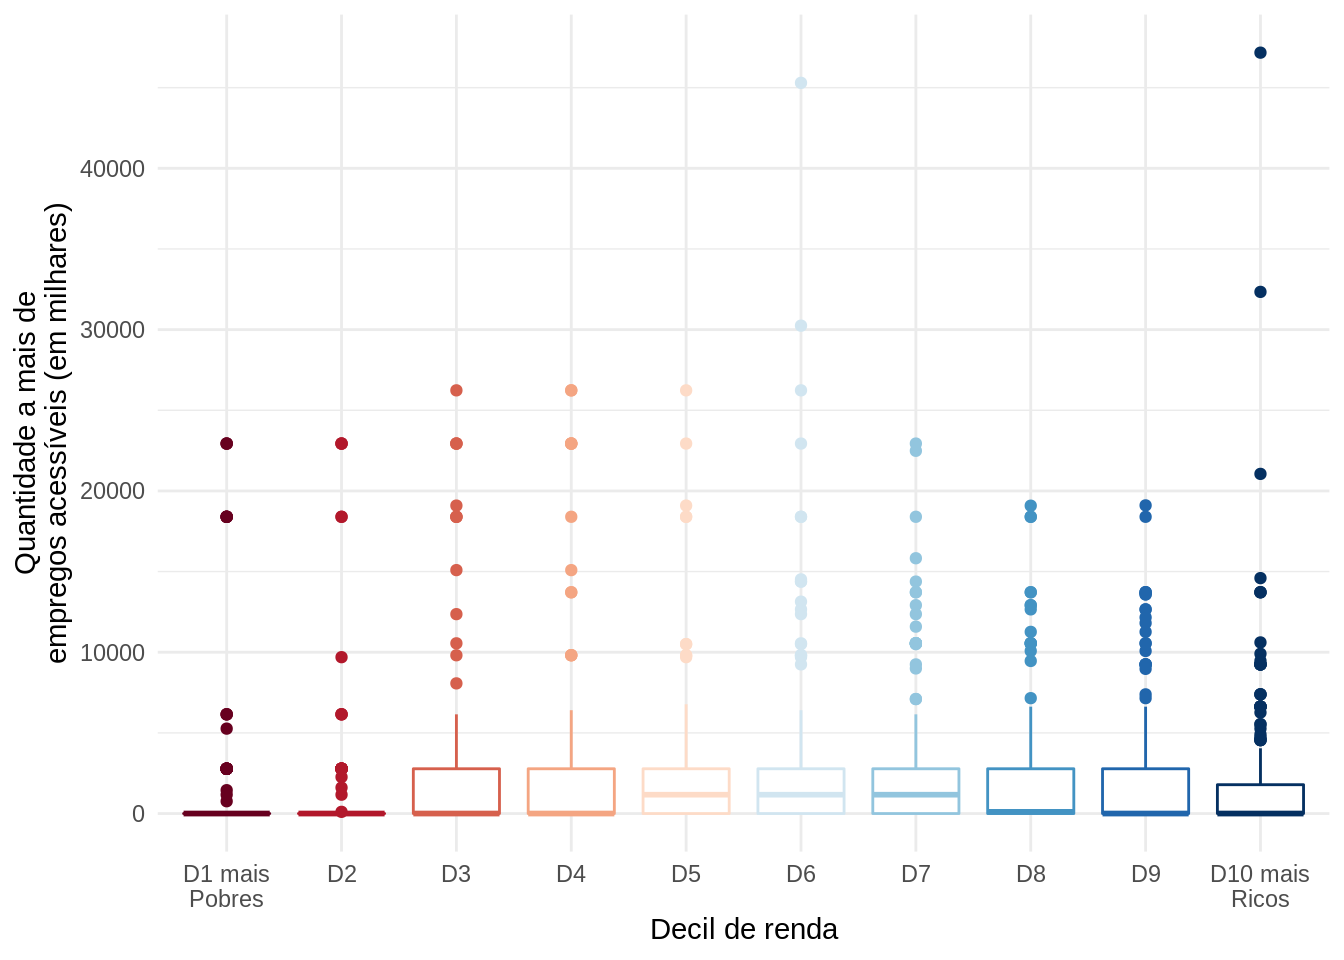 Quantidade a mais de
empregos acessíveis (em milhares)
40000
30000
20000
10000
0
D1 mais
Pobres
D2
D3
D4
D5
D6
D7
D8
D9
D10 mais
Ricos
Decil de renda